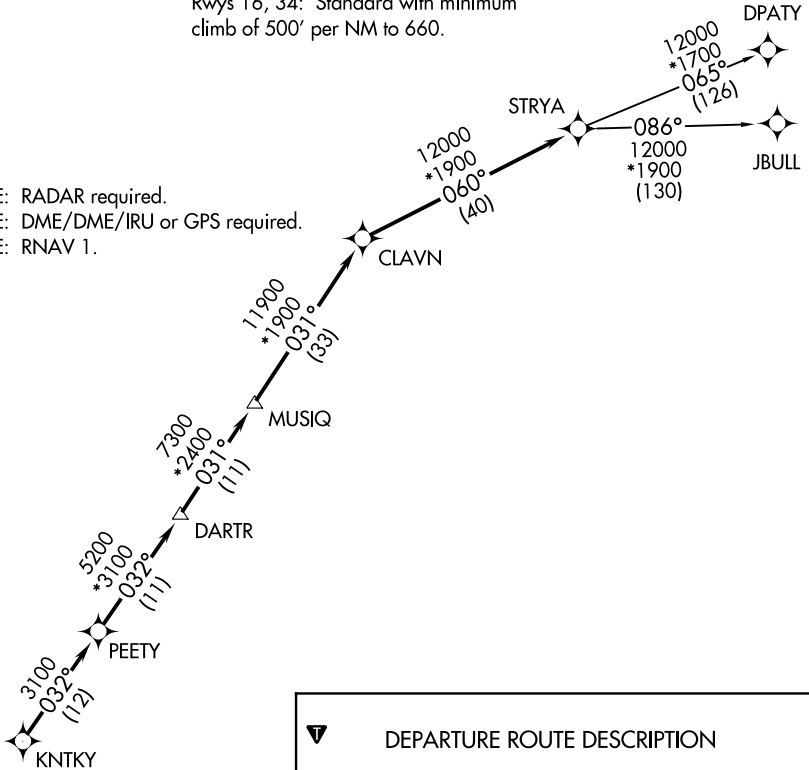 Rwys 16, 34: Standard with minimum
climb of 500' per NM to 660.
DPATY
12000
*1700
065°
(126)
STRYA
086°
12000
*1900
(130)
JBULL
12000
*1900
060°
(40)
E: RADAR required.
E: DME/DME/IRU or GPS required.
E: RNAV 1.
CLAVN
11900
*1900
031°
(33)
MUSIQ
7300
*2400
031°
(11)
DARTR
5200
*3100
032°
(11)
PEETY
3100
032°
(12)
KNTKY
T
DEPARTURE ROUTE DESCRIPTION